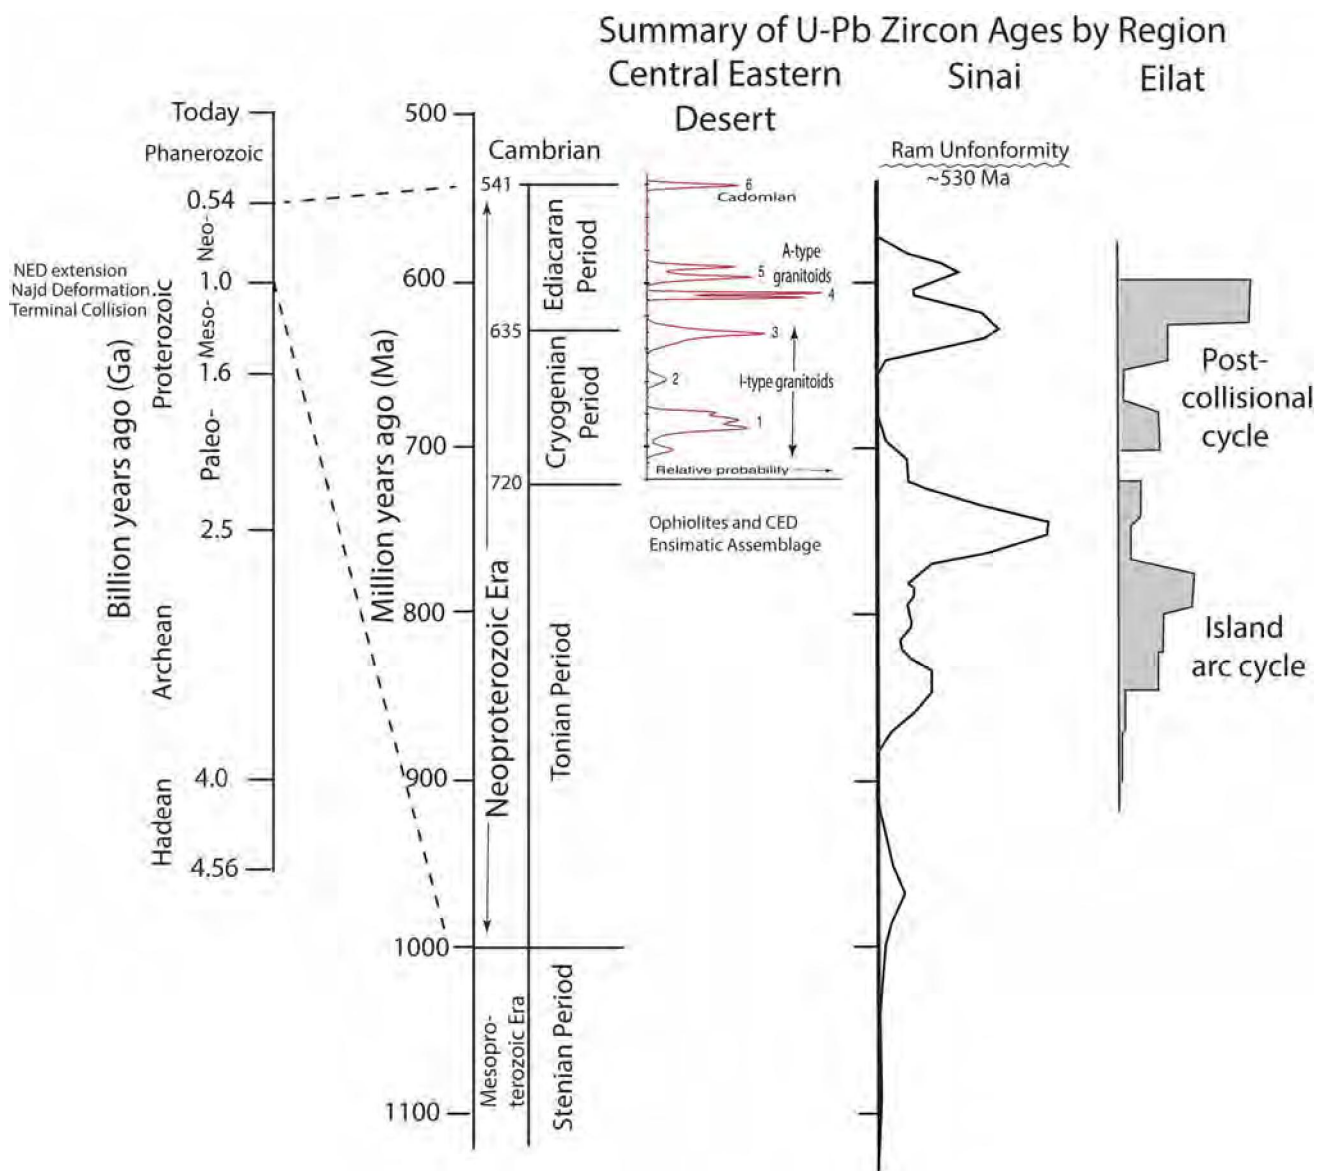 Summary of U-Pb Zircon Ages by Region
Central Eastern
Desert
Sinai
Eilat
Today
Phanerozoic
0.54
Neo-
1.0
Meso-
1.6
Paleo-
2.5
4.0
4.56
Proterozoic
Archean
Hadean
Billion years ago (Ga)
NED extension
Najd Deformation
Terminal Collision
Million years ago (Ma)
500
600
700
800
900
1000
1100
Cambrian
541
635
720
Neoproterozoic Era
Mesopro-
terozoic Era
Ediacaran
Period
Cryogenian
Period
Tonian Period
Stenian Period
6
Cadomian
A-type
granitoids
5
4
3
2
I-type granitoids
1
Relative probability
Ophiolites and CED
Ensimatic Assemblage
Ram Unfonformity
~530 Ma
Post-
collisional
cycle
Island
arc cycle